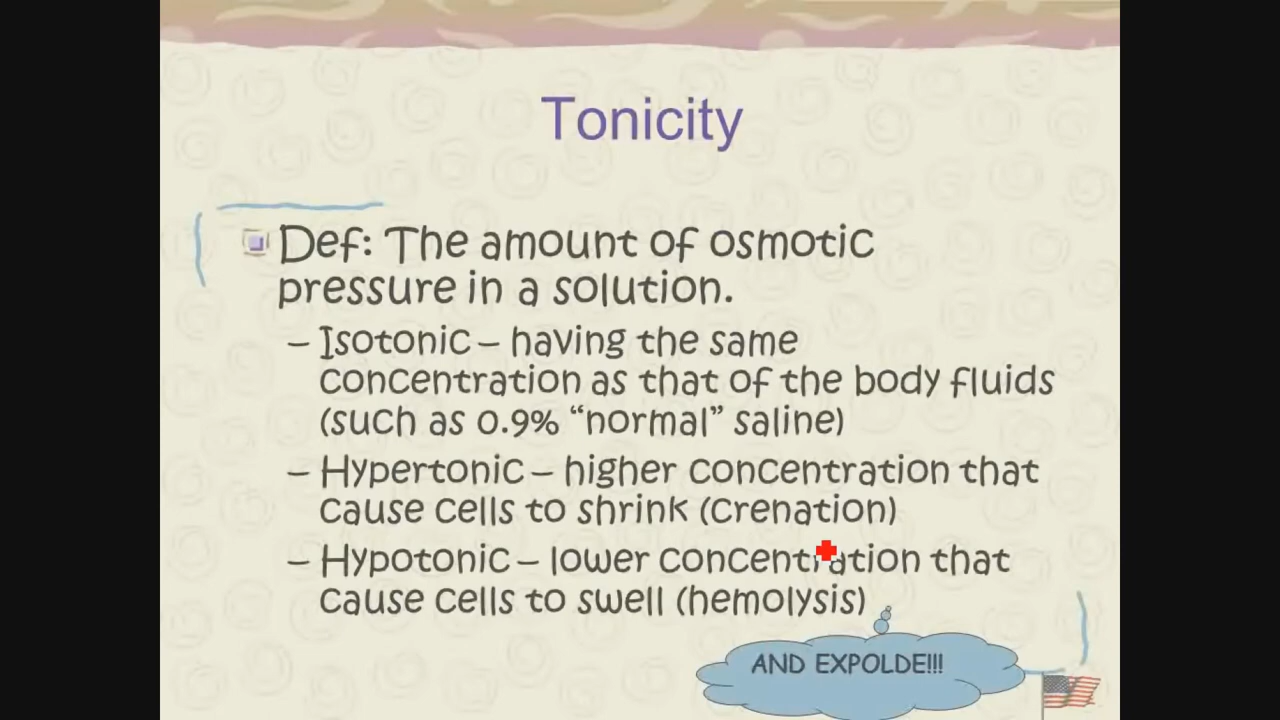 Tonicity
Def: The amount of osmotic
pressure in a solution.
– Isotonic – having the same
concentration as that of the body fluids
(such as 0.9% “normal” saline)
– Hypertonic – higher concentration that
cause cells to shrink (crenation)
– Hypotonic – lower concentration that
cause cells to swell (hemolysis)
AND EXPOLDE!!!